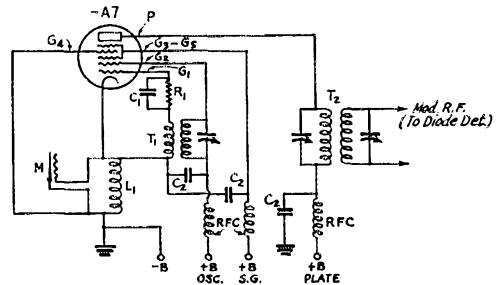 -A7
P
G4
G3-G5
G2
G1
C1
R1
T1
T2
Mod. R.F.
(To Diode Det.)
M
L1
C2
C2
C2
RFC
RFC
-B
+B
OSC.
+B
S.G.
+B
PLATE